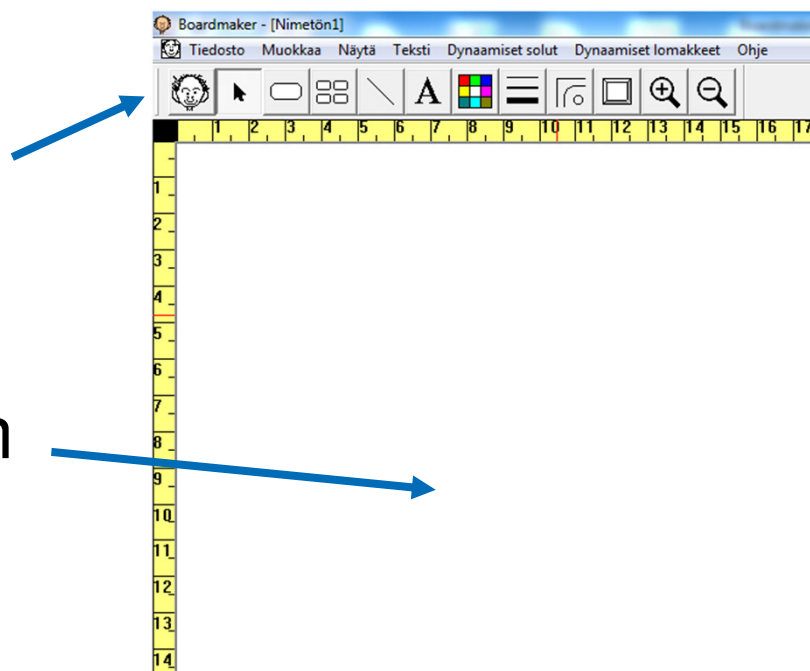 Boardmaker - [Nimetön1]
Tiedosto Muokkaa Näytä Teksti Dynaamiset solut Dynaamiset lomakkeet Ohje
A
1 2 3 4 5 6 7 8 9 10 11 12 13 14 15 16 17
1
2
3
4
5
6
7
8
n
9
10
11
12
13
14